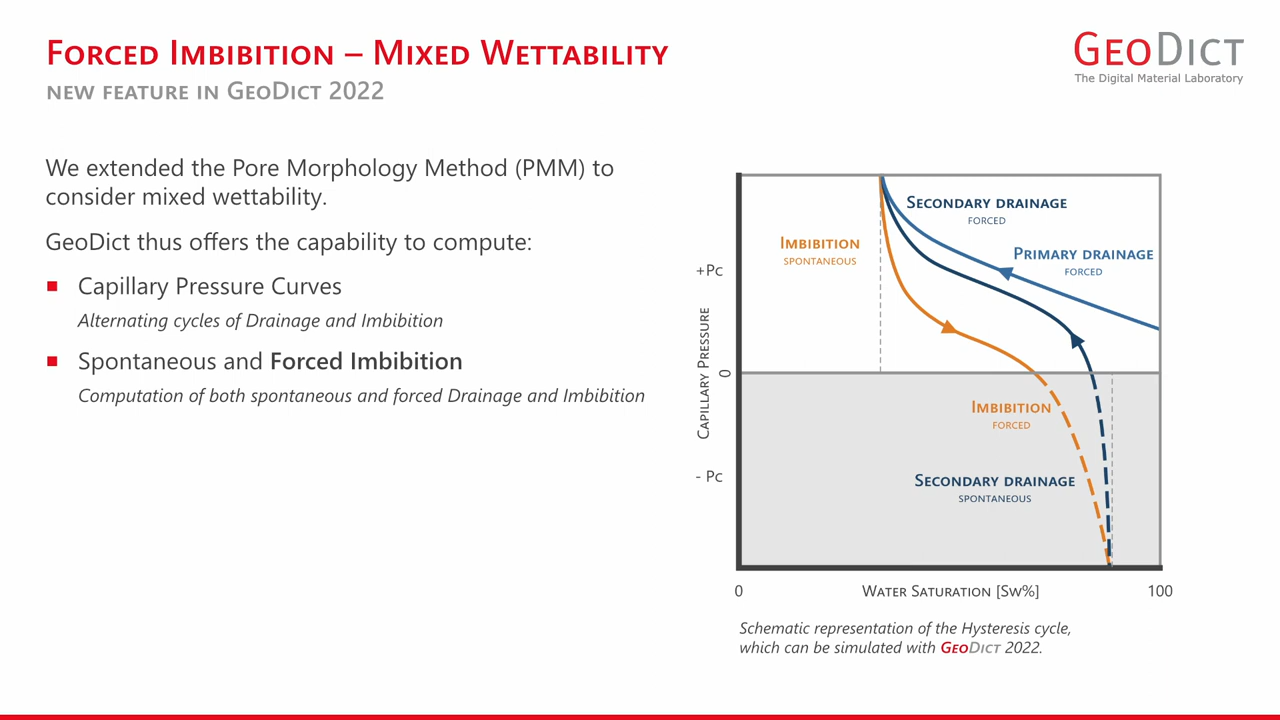 Forced Imbibition – Mixed Wettability
new feature in GeoDict 2022
GeoDict
The Digital Material Laboratory
We extended the Pore Morphology Method (PMM) to
consider mixed wettability.
GeoDict thus offers the capability to compute:
Capillary Pressure Curves
Alternating cycles of Drainage and Imbibition
Spontaneous and Forced Imbibition
Computation of both spontaneous and forced Drainage and Imbibition
Secondary drainage
forced
Imbibition
spontaneous
Primary drainage
forced
+Pc
Capillary Pressure
0
Imbibition
forced
- Pc
Secondary drainage
spontaneous
0
Water Saturation [Sw%]
100
Schematic representation of the Hysteresis cycle,
which can be simulated with GeoDict 2022.